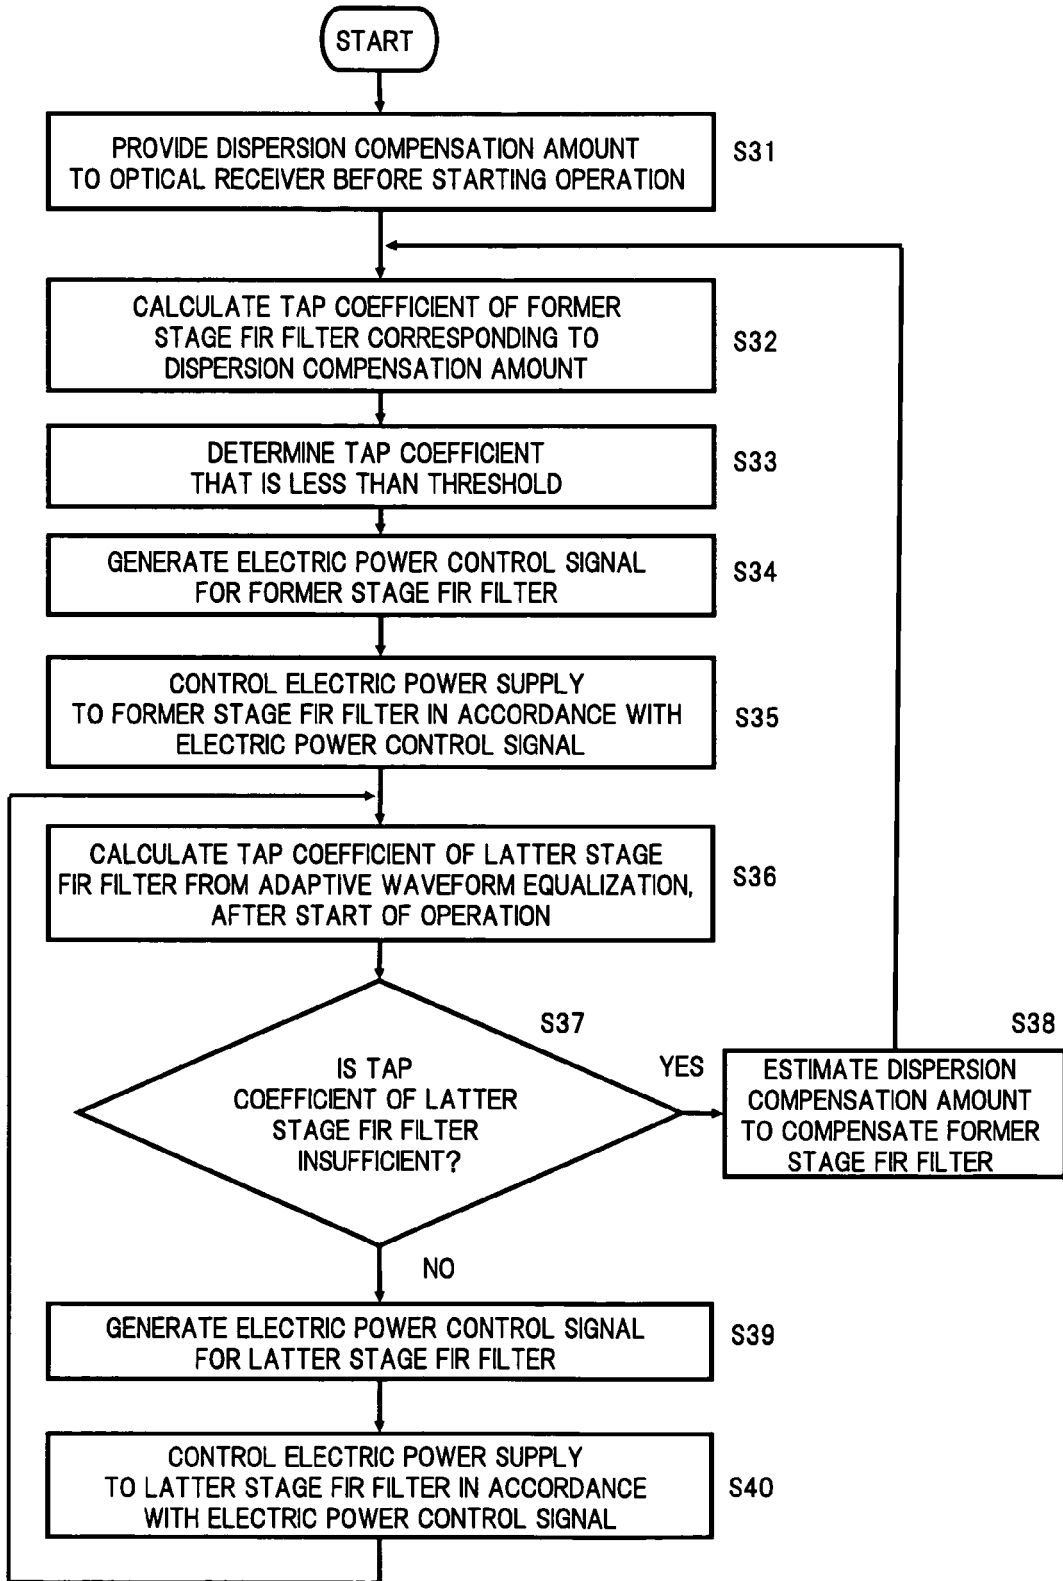 START
PROVIDE DISPERSION COMPENSATION AMOUNT
TO OPTICAL RECEIVER BEFORE STARTING OPERATION
S31
CALCULATE TAP COEFFICIENT OF FORMER
STAGE FIR FILTER CORRESPONDING TO
DISPERSION COMPENSATION AMOUNT
S32
DETERMINE TAP COEFFICIENT
THAT IS LESS THAN THRESHOLD
S33
GENERATE ELECTRIC POWER CONTROL SIGNAL
FOR FORMER STAGE FIR FILTER
S34
CONTROL ELECTRIC POWER SUPPLY
TO FORMER STAGE FIR FILTER IN ACCORDANCE WITH
ELECTRIC POWER CONTROL SIGNAL
S35
CALCULATE TAP COEFFICIENT OF LATTER STAGE
FIR FILTER FROM ADAPTIVE WAVEFORM EQUALIZATION,
AFTER START OF OPERATION
S36
S37
IS TAP
COEFFICIENT OF LATTER
STAGE FIR FILTER
INSUFFICIENT?
YES
S38
ESTIMATE DISPERSION
COMPENSATION AMOUNT
TO COMPENSATE FORMER
STAGE FIR FILTER
NO
GENERATE ELECTRIC POWER CONTROL SIGNAL
FOR LATTER STAGE FIR FILTER
S39
CONTROL ELECTRIC POWER SUPPLY
TO LATTER STAGE FIR FILTER IN ACCORDANCE
WITH ELECTRIC POWER CONTROL SIGNAL
S40